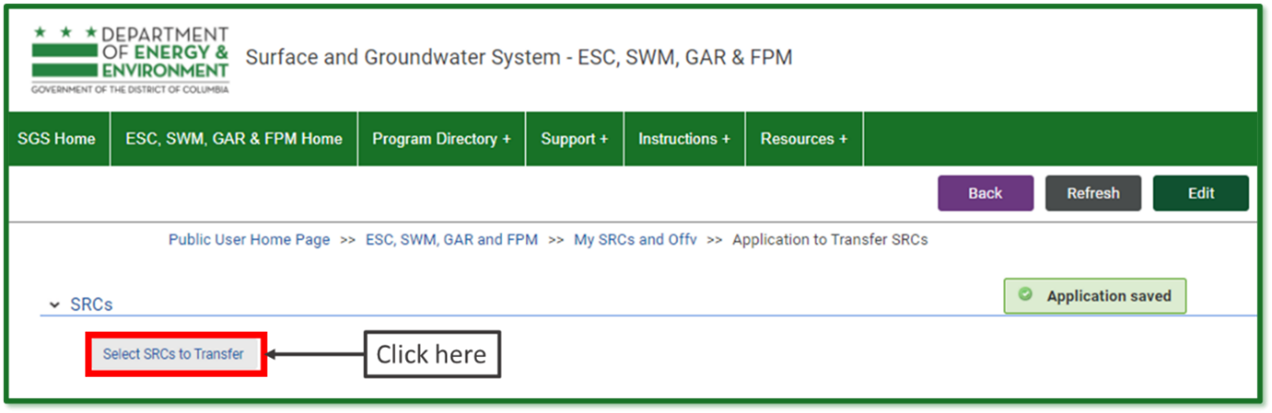 DEPARTMENT
OF ENERGY &
ENVIRONMENT
GOVERNMENT OF THE DISTRICT OF COLUMBIA
Surface and Groundwater System - ESC, SWM, GAR & FPM
SGS Home ESC, SWM, GAR & FPM Home Program Directory + Support + Instructions + Resources +
Back Refresh Edit
Public User Home Page >> ESC, SWM, GAR and FPM >> My SRCs and Offv >> Application to Transfer SRCs
SRCs
Application saved
Select SRCs to Transfer
Click here